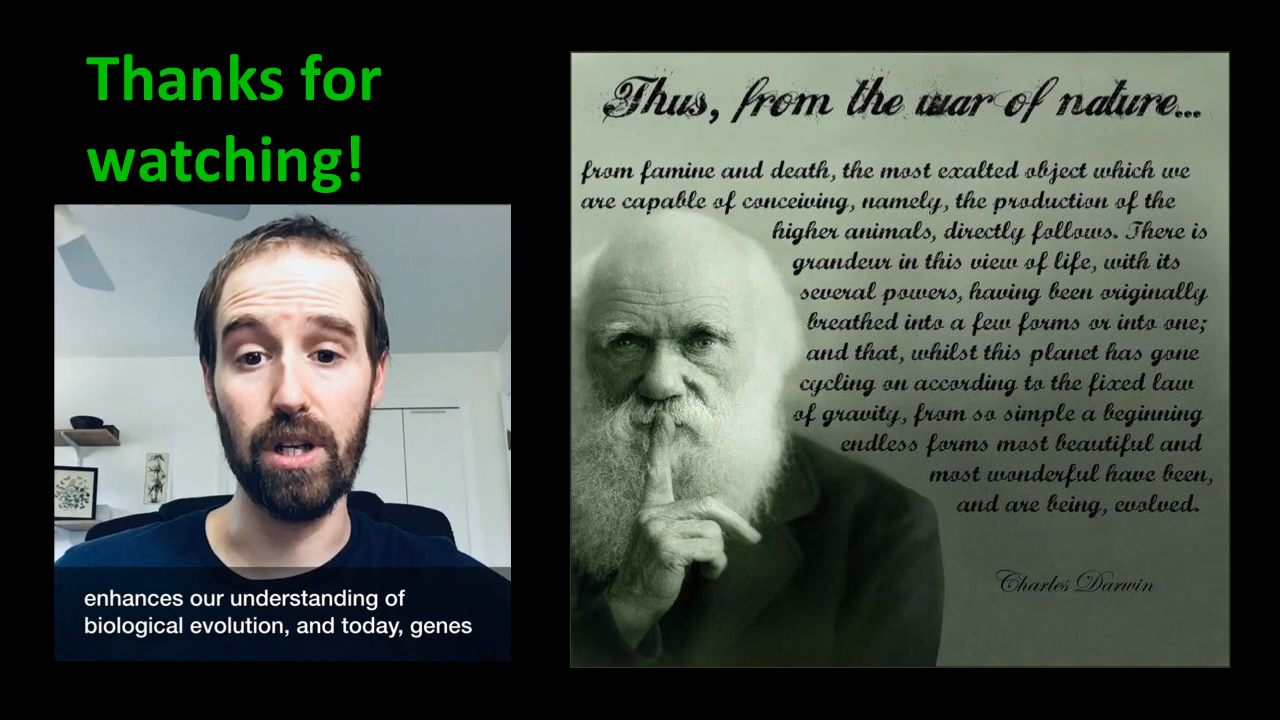 Thanks for
watching!
enhances our understanding of
biological evolution, and today, genes
Thus, from the war of nature...
from famine and death, the most exalted object which we
are capable of conceiving, namely, the production of the
higher animals, directly follows. There is
grandeur in this view of life, with its
several powers, having been originally
breathed into a few forms or into one;
and that, whilst this planet has gone
cycling on according to the fixed law
of gravity, from so simple a beginning
endless forms most beautiful and
most wonderful have been,
and are being, evolved.
Charles Darwin